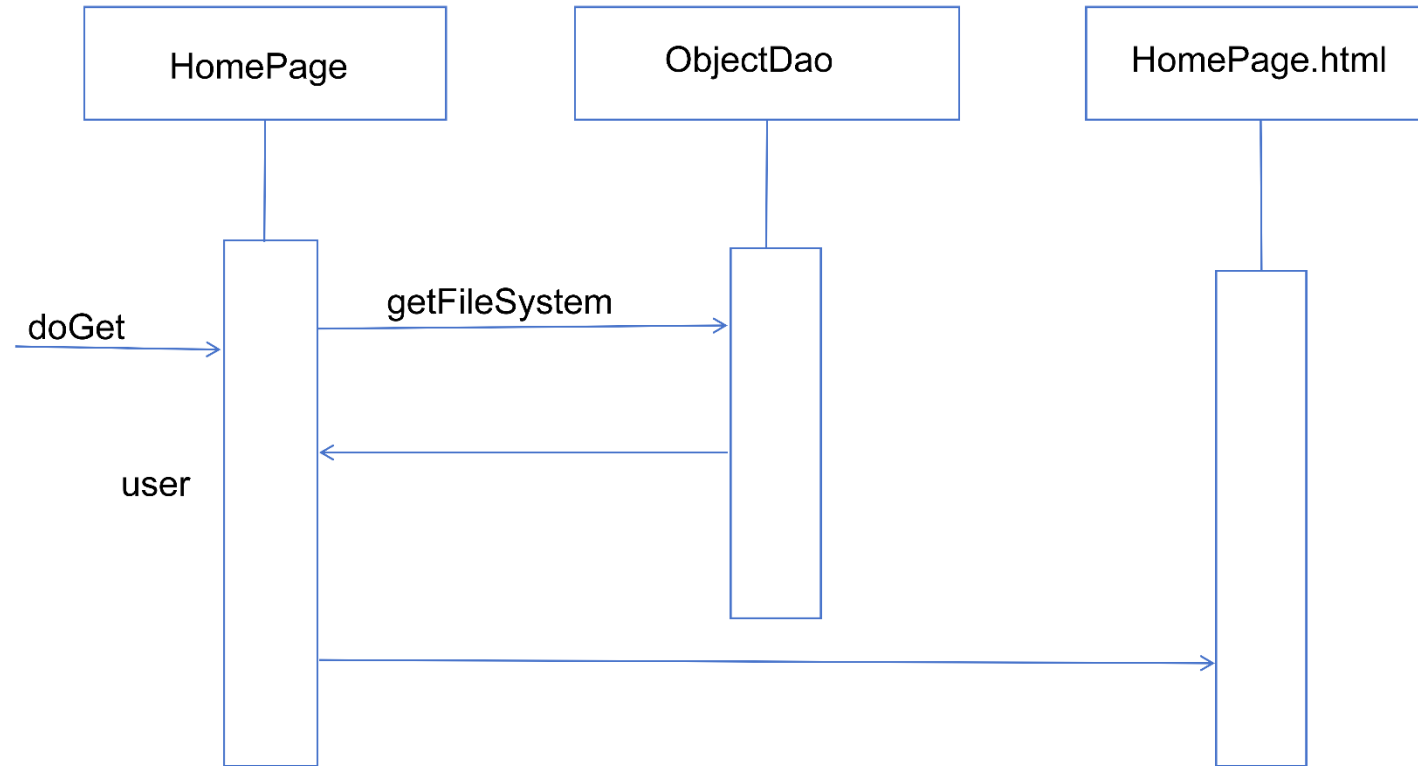 HomePage
ObjectDao
HomePage.html
getFileSystem
doGet
user